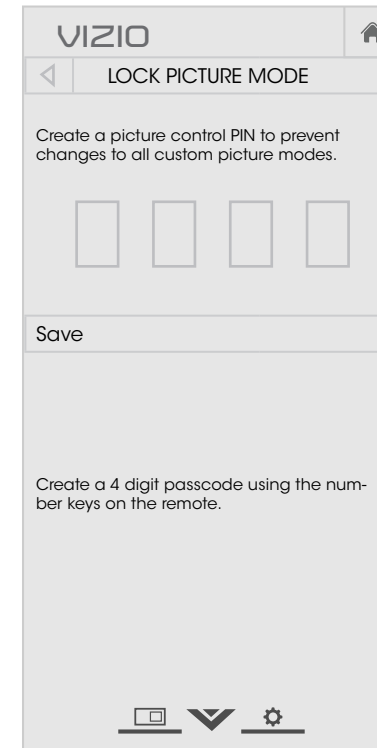 VIZIO
LOCK PICTURE MODE
Create a picture control PIN to prevent
changes to all custom picture modes.
Save
Create a 4 digit passcode using the num-
ber keys on the remote.